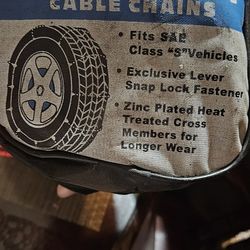 CABLE CHAINS
• Fits SAE
Class "S" Vehicles
• Exclusive Lever
Snap Lock Fastener
• Zinc Plated Heat
Treated Cross
Members for
Longer Wear